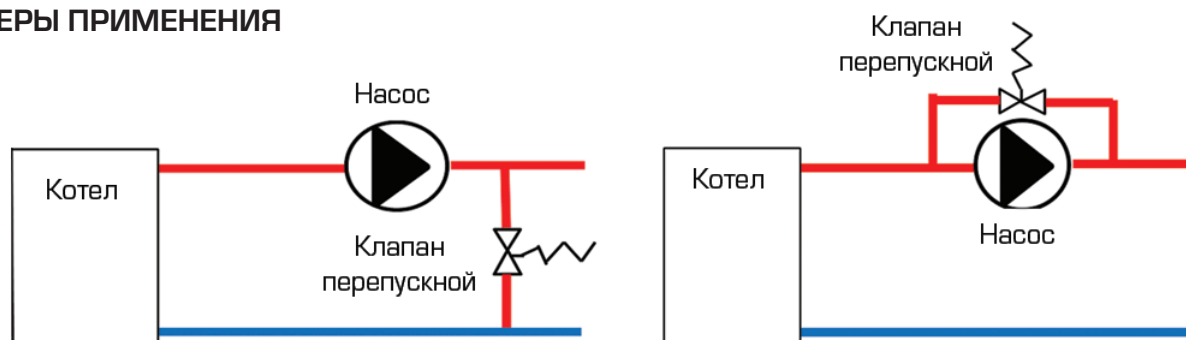 ЕРЫ ПРИМЕНЕНИЯ
Насос
Котел
Клапан
перепускной
Клапан
перепускной
Котел
Насос